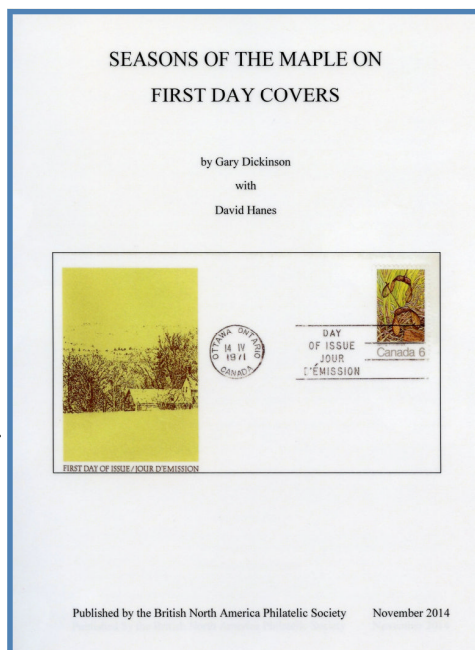 SEASONS OF THE MAPLE ON
FIRST DAY COVERS
by Gary Dickinson
with
David Hanes
OTTAWA ONTARIO
14 IV
1971
CANADA
DAY
OF ISSUE
JOUR
D'ÉMISSION
Canada 6
FIRST DAY OF ISSUE/JOUR D'EMISSION
Published by the British North America Philatelic Society November 2014